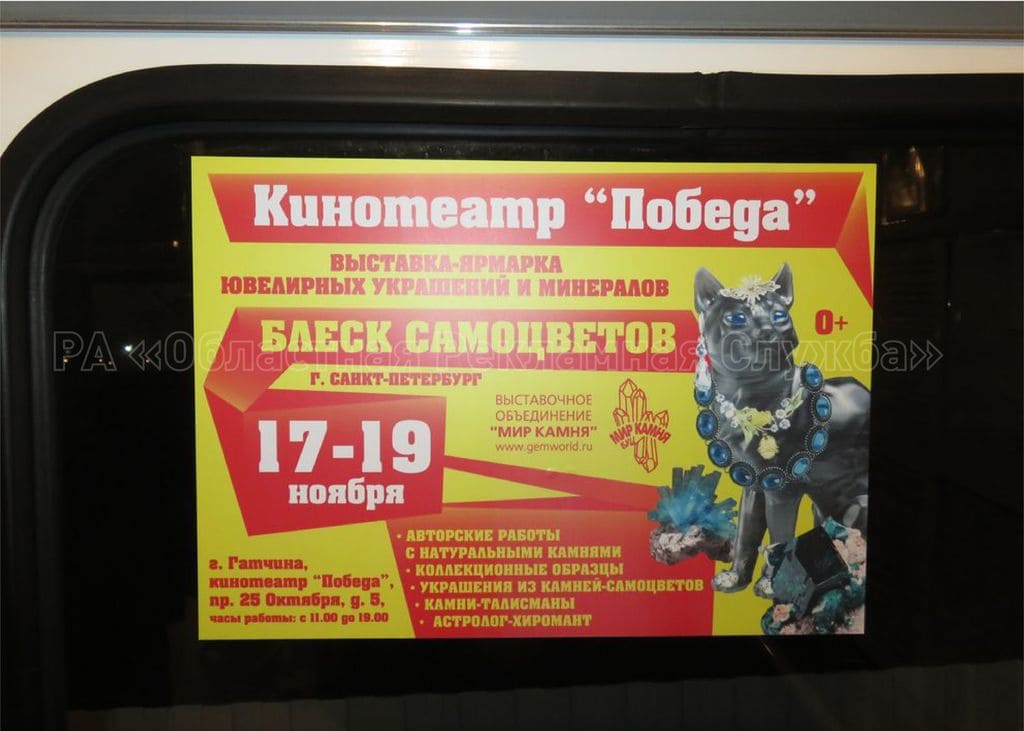 Кинотеатр “Победа”
ВЫСТАВКА-ЯРМАРКА
ЮВЕЛИРНЫХ УКРАШЕНИЙ И МИНЕРАЛОВ
0+
БЛЕСК САМОЦВЕТОВ
РА «Областная Рекламная Служба»
Г. САНКТ-ПЕТЕРБУРГ
ВЫСТАВОЧНОЕ
ОБЪЕДИНЕНИЕ
"МИР КАМНЯ"
www.gemworld.ru
МИР КАМНЯ
17-19
ноября
• АВТОРСКИЕ РАБОТЫ
С НАТУРАЛЬНЫМИ КАМНЯМИ
• КОЛЛЕКЦИОННЫЕ ОБРАЗЦЫ
• УКРАШЕНИЯ ИЗ КАМНЕЙ-САМОЦВЕТОВ
• КАМНИ-ТАЛИСМАНЫ
• АСТРОЛОГ-ХИРОМАНТ
г. Гатчина,
кинотеатр “Победа”,
пр. 25 Октября, д. 5,
часы работы: с 11.00 до 19.00